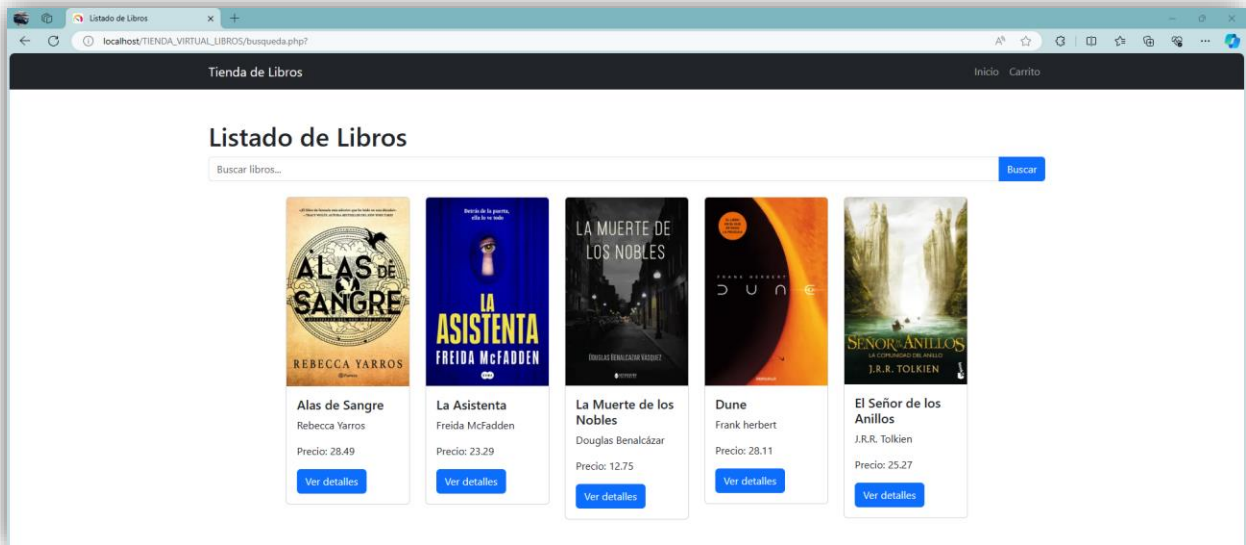 Listado de Libros
localhost/TIENDA_VIRTUAL_LIBROS/busqueda.php?
Tienda de Libros
Inicio Carrito
Listado de Libros
Buscar libros...
Buscar
ALAS DE
SANGRE
REBECCA YARROS
Planeta
Alas de Sangre
Rebecca Yarros
Precio: 28.49
Ver detalles
Detrás de la puerta,
ella lo ve todo
LA
ASISTENTA
FREIDA McFADDEN
La Asistenta
Freida McFadden
Precio: 23.29
Ver detalles
LA MUERTE DE
LOS NOBLES
DOUGLAS BENALCÁZAR VÁSQUEZ
La Muerte de los
Nobles
Douglas Benalcázar
Precio: 12.75
Ver detalles
FRANK HERBERT
DUNE
Dune
Frank herbert
Precio: 28.11
Ver detalles
SEÑOR DE LOS ANILLOS
LA COMUNIDAD DEL ANILLO
J.R.R. TOLKIEN
El Señor de los
Anillos
J.R.R. Tolkien
Precio: 25.27
Ver detalles